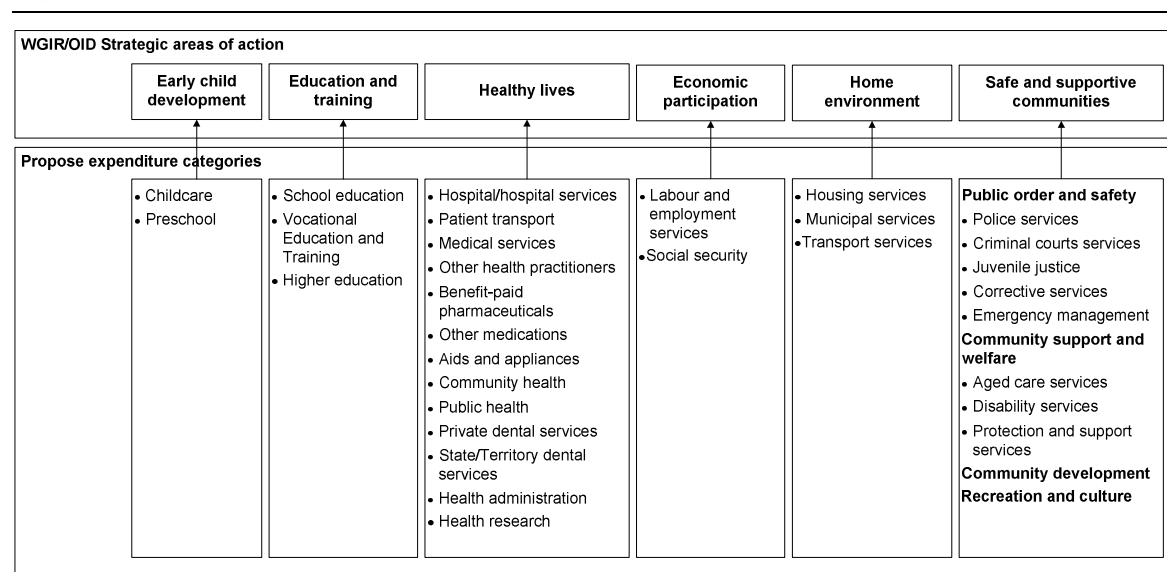 WGIR/OID Strategic areas of action
Early child
development
Education and
training
Healthy lives
Economic
participation
Home
environment
Safe and supportive
communities
Propose expenditure categories
• Childcare
• Preschool
• School education
• Vocational
Education and
Training
• Higher education
• Hospital/hospital services
• Patient transport
• Medical services
• Other health practitioners
• Benefit-paid
pharmaceuticals
• Other medications
• Aids and appliances
• Community health
• Public health
• Private dental services
• State/Territory dental
services
• Health administration
• Health research
• Labour and
employment
services
• Social security
• Housing services
• Municipal services
• Transport services
Public order and safety
• Police services
• Criminal courts services
• Juvenile justice
• Corrective services
• Emergency management
Community support and
welfare
• Aged care services
• Disability services
• Protection and support
services
Community development
Recreation and culture